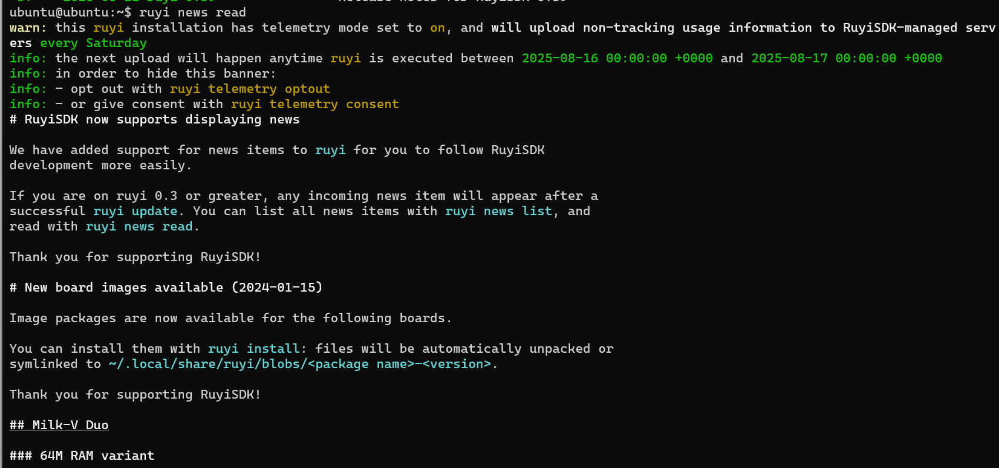 ubuntu@ubuntu:~$ ruyi news read
warn: this ruyi installation has telemetry mode set to on, and will upload non-tracking usage information to RuyiSDK-managed serv
ers every Saturday
info: the next upload will happen anytime ruyi is executed between 2025-08-16 00:00:00 +0000 and 2025-08-17 00:00:00 +0000
info: in order to hide this banner:
info: - opt out with ruyi telemetry optout
info: - or give consent with ruyi telemetry consent
# RuyiSDK now supports displaying news
We have added support for news items to ruyi for you to follow RuyiSDK
development more easily.
If you are on ruyi 0.3 or greater, any incoming news item will appear after a
successful ruyi update. You can list all news items with ruyi news list, and
read with ruyi news read.
Thank you for supporting RuyiSDK!
# New board images available (2024-01-15)
Image packages are now available for the following boards.
You can install them with ruyi install: files will be automatically unpacked or
symlinked to ~/.local/share/ruyi/blobs/<package name>-<version>.
Thank you for supporting RuyiSDK!
## Milk-V Duo
### 64M RAM variant